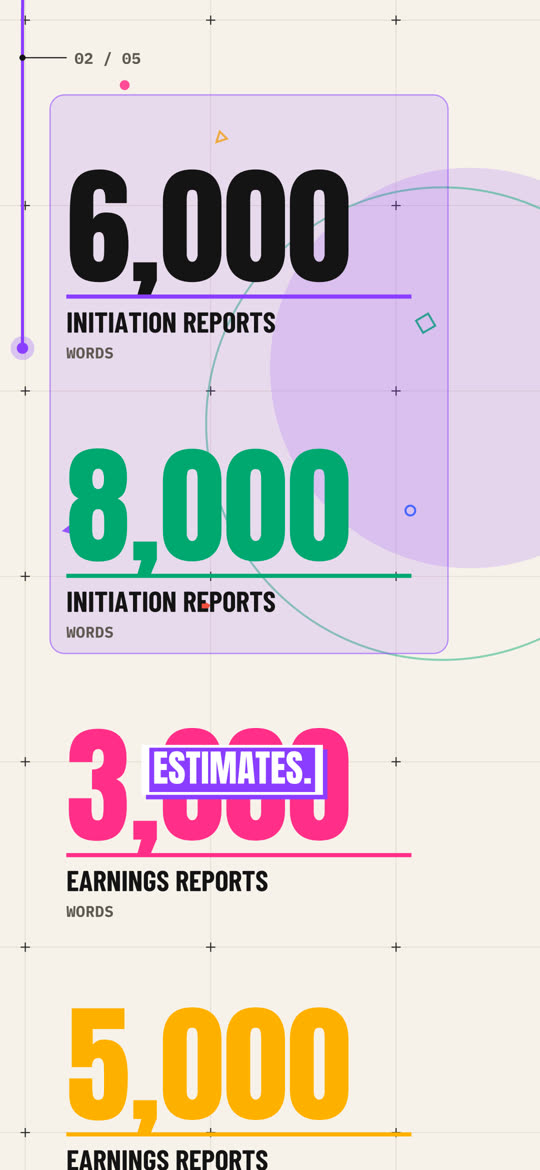 02 / 05
6,000
INITIATION REPORTS
WORDS
8,000
INITIATION REPORTS
WORDS
3,000
ESTIMATES.
EARNINGS REPORTS
WORDS
5,000
EARNINGS REPORTS